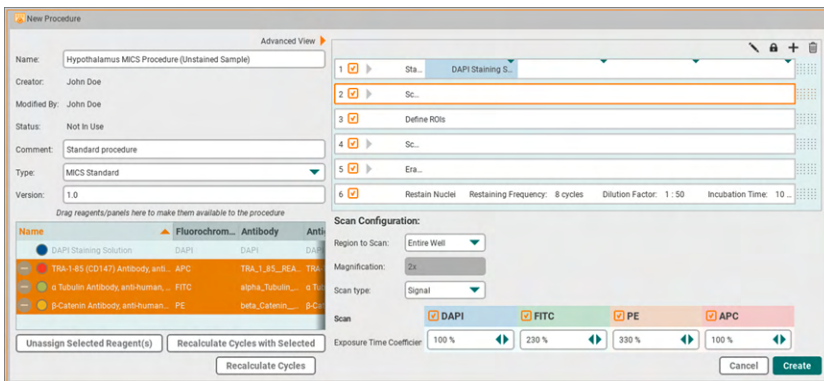 New Procedure
Advanced View
Name: Hypothalamus MICS Procedure (Unstained Sample)
Creator: John Doe
Modified By: John Doe
Status: Not In Use
Comment: Standard procedure
Type: MICS Standard
Version: 1.0
Drag reagents/panels here to make them available to the procedure
Name Fluorochrom... Antibody Anti
DAPI Staining Solution DAPI DAPI DAP
TRA-1-85 (CD147) Antibody, anti... APC TRA_1_85_REA... TRA
α Tubulin Antibody, anti-human, ... FITC alpha_Tubulin_... α Tub
β-Catenin Antibody, anti-human... PE beta_Catenin_... β-Ca
Unassign Selected Reagent(s) Recalculate Cycles with Selected
Recalculate Cycles
1 Sta... DAPI Staining S...
2 Sc...
3 Define ROIs
4 Sc...
5 Era...
6 Restain Nuclei Restaining Frequency: 8 cycles Dilution Factor: 1 : 50 Incubation Time: 10 ...
Scan Configuration:
Region to Scan: Entire Well
Magnification: 2x
Scan type: Signal
Scan DAPI FITC PE APC
Exposure Time Coefficier 100 % 230 % 330 % 100 %
Cancel Create